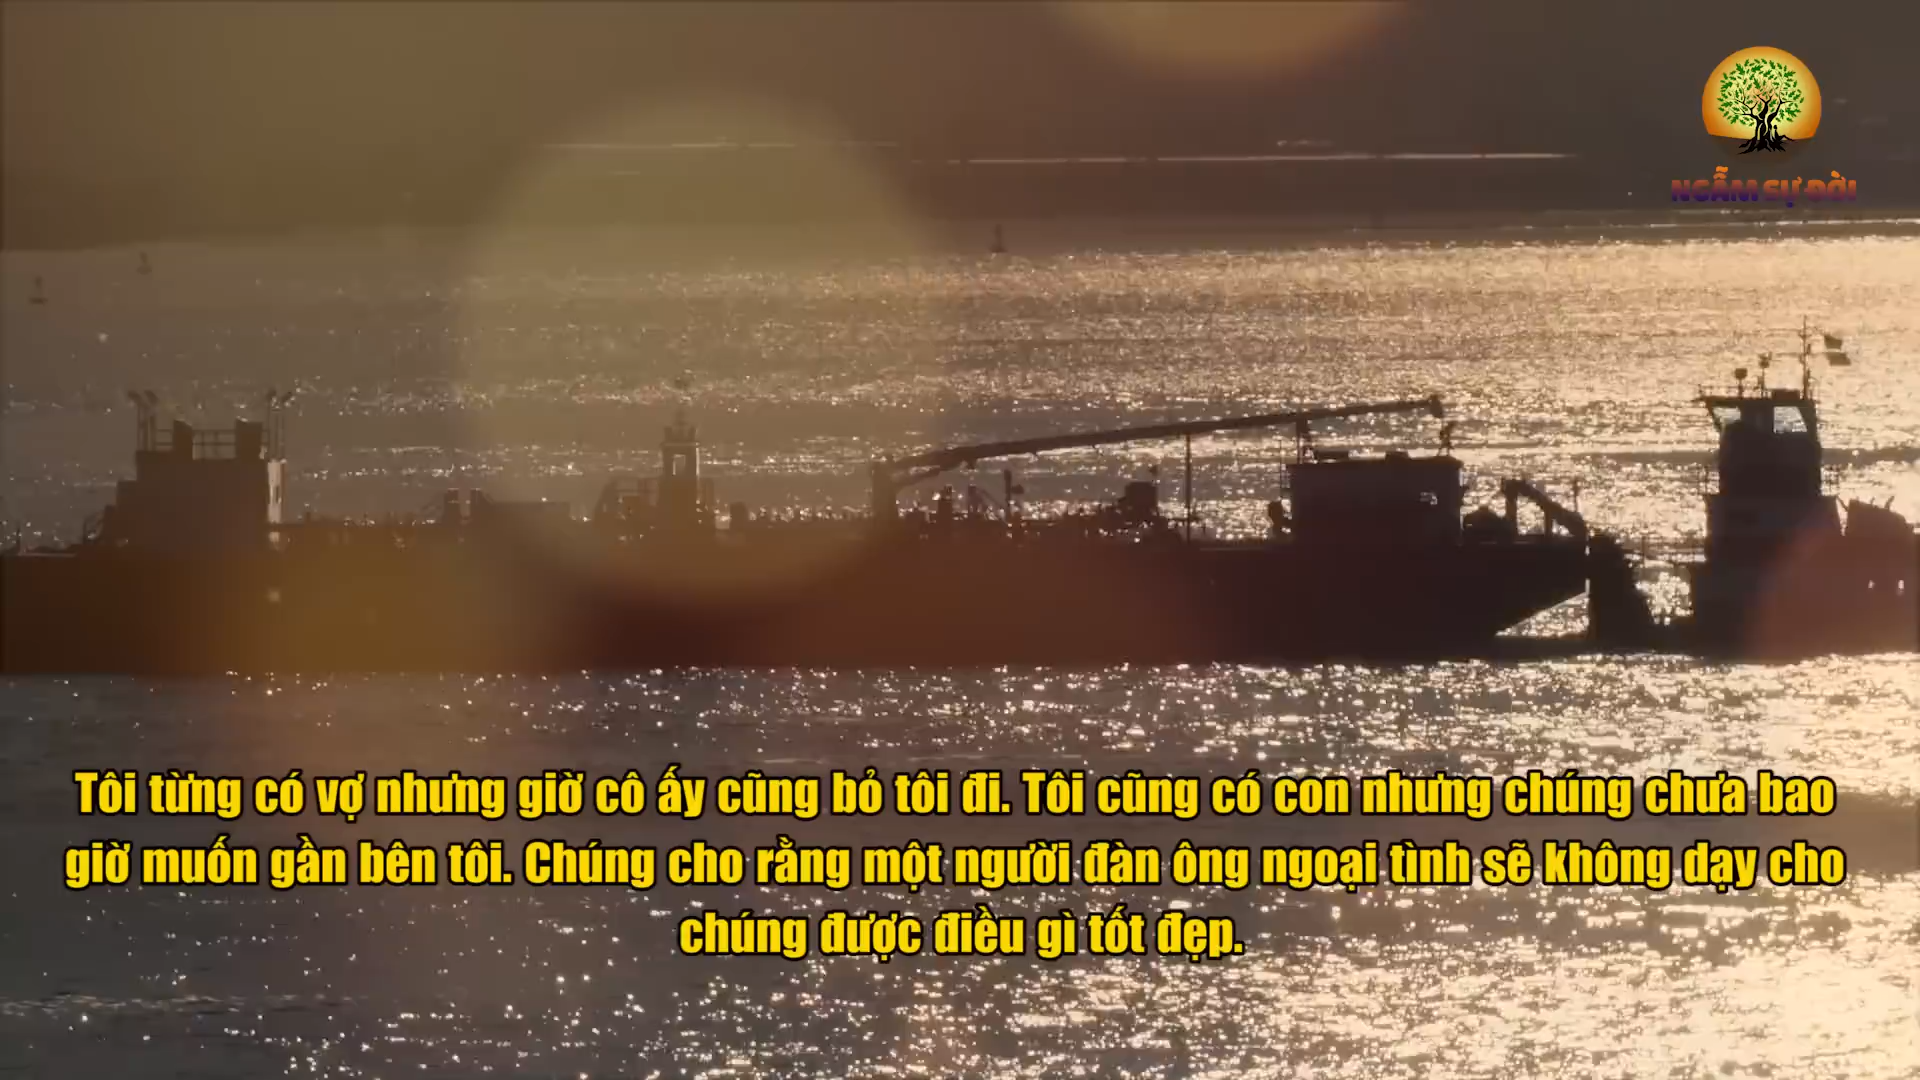 NGẪM SỰ ĐỜI
Tôi từng có vợ nhưng giờ cô ấy cũng bỏ tôi đi. Tôi cũng có con nhưng chúng chưa bao
giờ muốn gần bên tôi. Chúng cho rằng một người đàn ông ngoại tình sẽ không dạy cho
chúng được điều gì tốt đẹp.